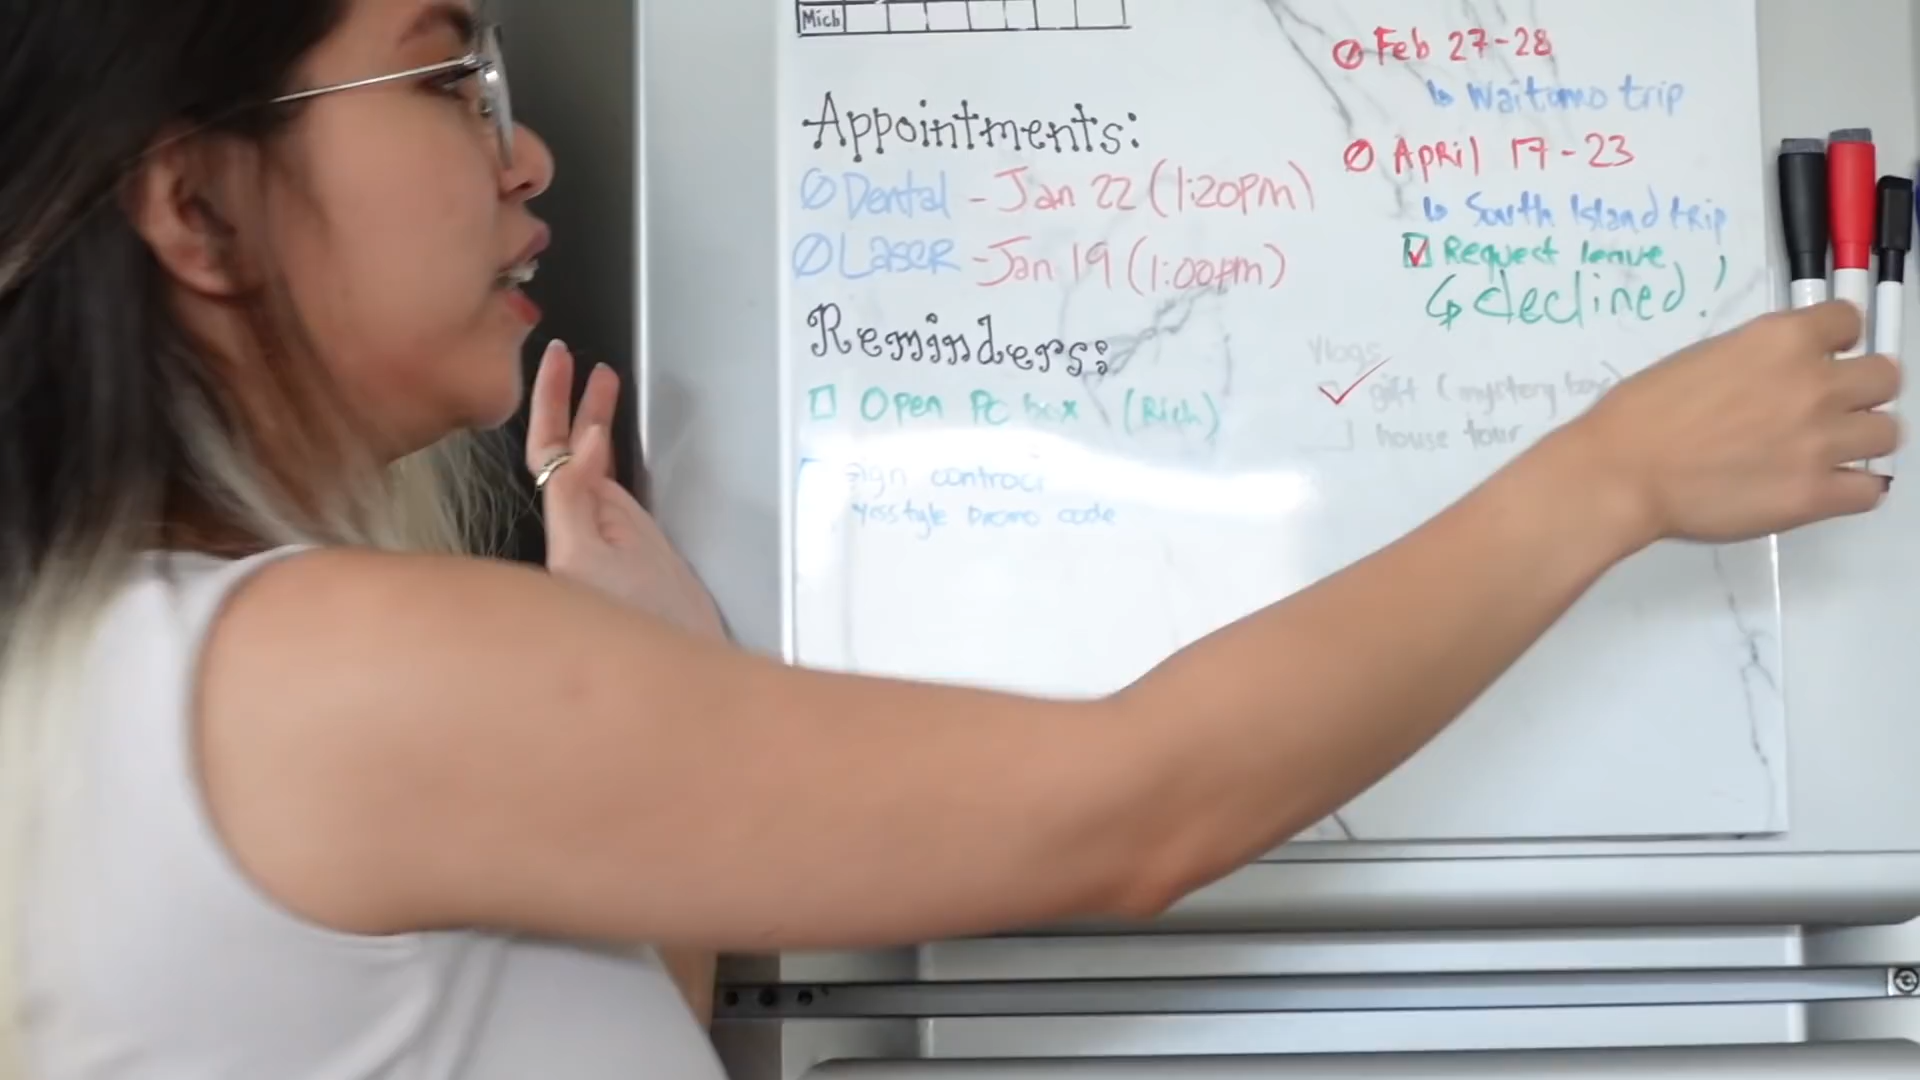 Mich
Appointments:
Dental - Jan 22 (1:20pm)
Laser - Jan 19 (1:00pm)
Reminders:
Open PC box (Rich)
sign contract
yesstyle promo code
Feb 27-28
Waitomo trip
April 17-23
South Island trip
Request leave
declined!
Vlogs
gift (mystery box)
house tour